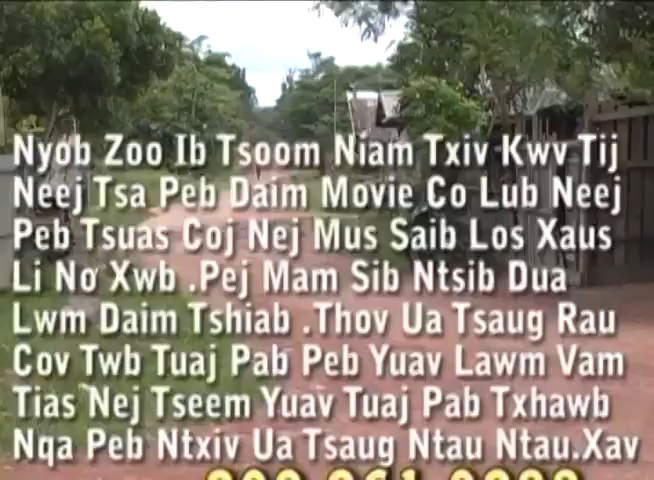 Nyob Zoo Ib Tsoom Niam Txiv Kwv Tij
Neej Tsa Peb Daim Movie Co Lub Neej
Peb Tsuas Coj Nej Mus Saib Los Xaus
Li No Xwb .Pej Mam Sib Ntsib Dua
Lwm Daim Tshiab .Thov Ua Tsaug Rau
Cov Twb Tuaj Pab Peb Yuav Lawm Vam
Tias Nej Tseem Yuav Tuaj Pab Txhawb
Nqa Peb Ntxiv Ua Tsaug Ntau Ntau.Xav